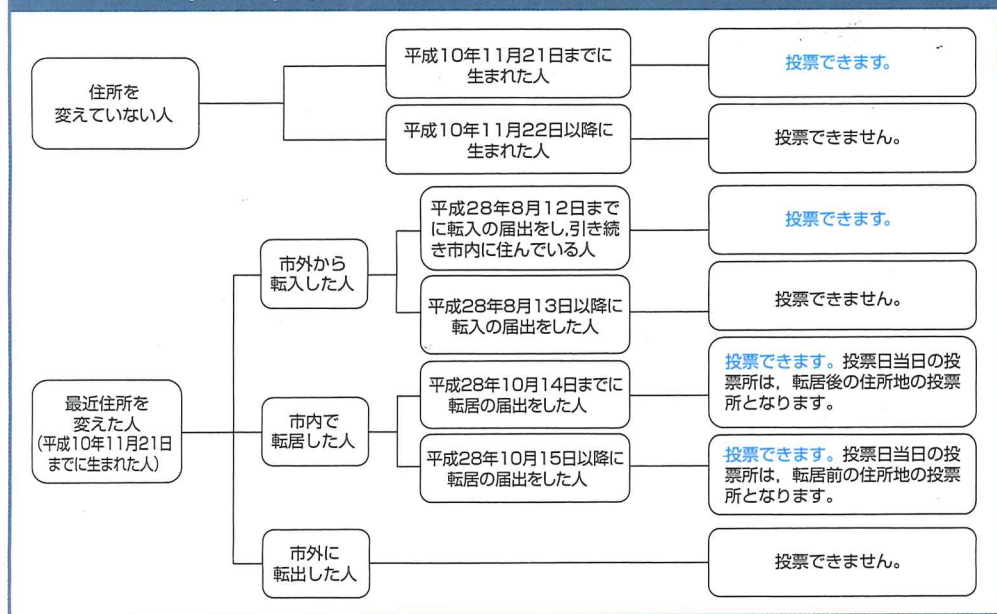 住所を
変えていない人
平成10年11月21日までに
生まれた人
投票できます。
平成10年11月22日以降に
生まれた人
投票できません。
最近住所を
変えた人
(平成10年11月21日
までに生まれた人)
市外から
転入した人
平成28年8月12日まで
に転入の届出をし,引き続
き市内に住んでいる人
投票できます。
平成28年8月13日以降に
転入の届出をした人
投票できません。
市内で
転居した人
平成28年10月14日までに
転居の届出をした人
投票できます。投票日当日の投
票所は，転居後の住所地の投票
所となります。
平成28年10月15日以降に
転居の届出をした人
投票できます。投票日当日の投
票所は，転居前の住所地の投票
所となります。
市外に
転出した人
投票できません。